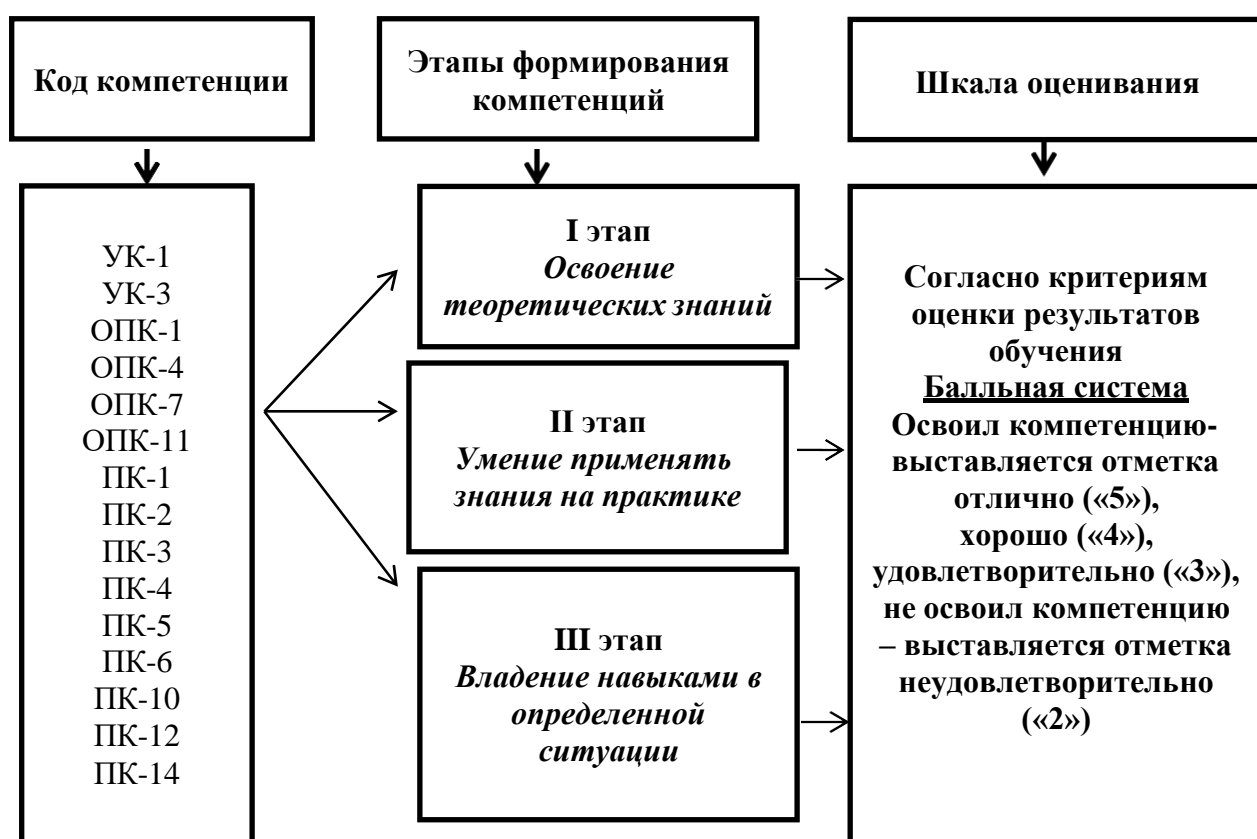 Код компетенции
Этапы формирования
компетенций
Шкала оценивания
УК-1
УК-3
ОПК-1
ОПК-4
ОПК-7
ОПК-11
ПК-1
ПК-2
ПК-3
ПК-4
ПК-5
ПК-6
ПК-10
ПК-12
ПК-14
I этап
Освоение
теоретических знаний
II этап
Умение применять
знания на практике
III этап
Владение навыками в
определенной
ситуации
Согласно критериям
оценки результатов
обучения
Балльная система
Освоил компетенцию-
выставляется отметка
отлично («5»),
хорошо («4»),
удовлетворительно («3»),
не освоил компетенцию
– выставляется отметка
неудовлетворительно
(«2»)